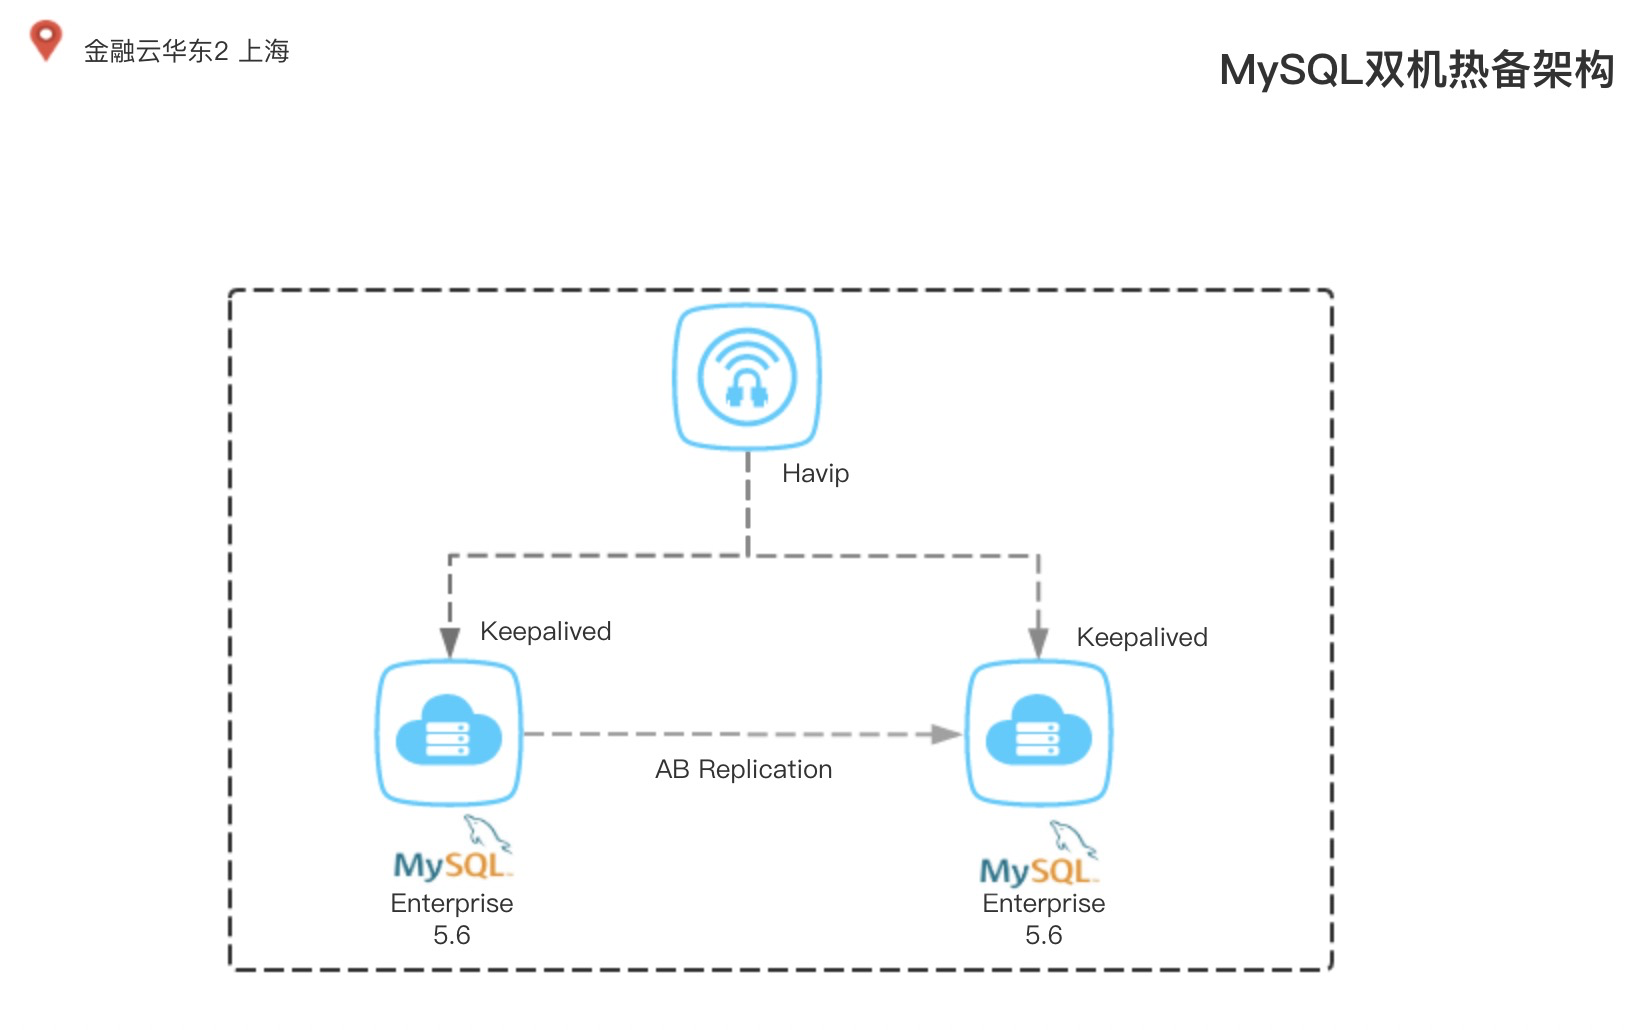 金融云华东2 上海
MySQL双机热备架构
Havip
Keepalived
Keepalived
AB Replication
MySQL
Enterprise
5.6
MySQL
Enterprise
5.6